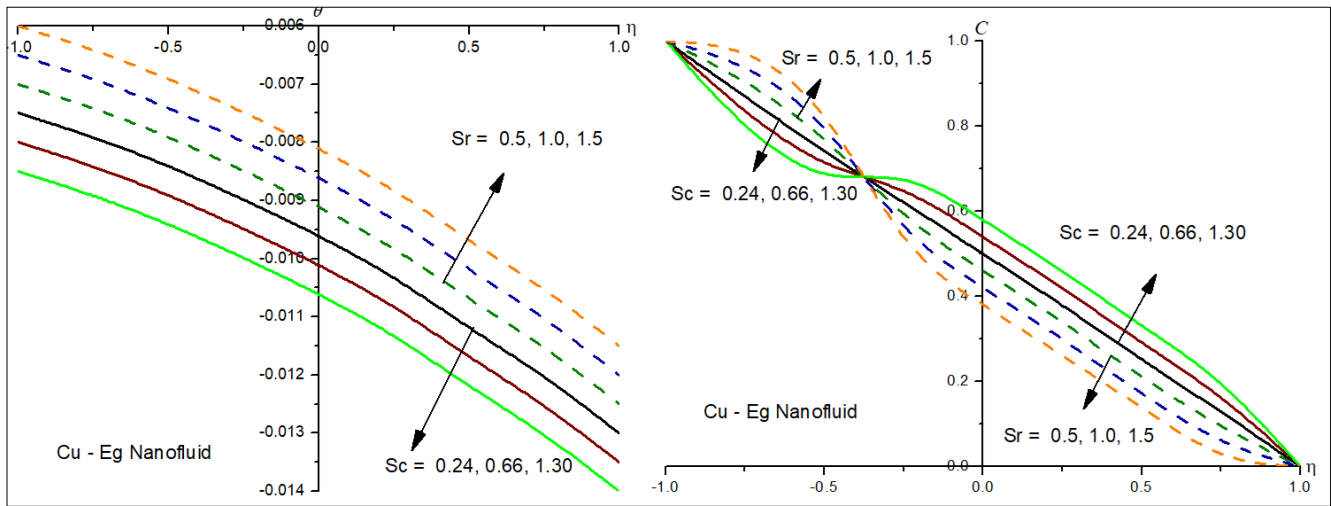 θ
-0.006
-1.0 -0.5 0.0 0.5 1.0 η
-0.007
-0.008
-0.009
-0.010
-0.011
-0.012
-0.013
-0.014
Sr = 0.5, 1.0, 1.5
Sc = 0.24, 0.66, 1.30
Cu - Eg Nanofluid
C
1.0
0.8
0.6
0.4
0.2
0.0
-1.0 -0.5 0.0 0.5 1.0 η
Sr = 0.5, 1.0, 1.5
Sc = 0.24, 0.66, 1.30
Sc = 0.24, 0.66, 1.30
Sr = 0.5, 1.0, 1.5
Cu - Eg Nanofluid